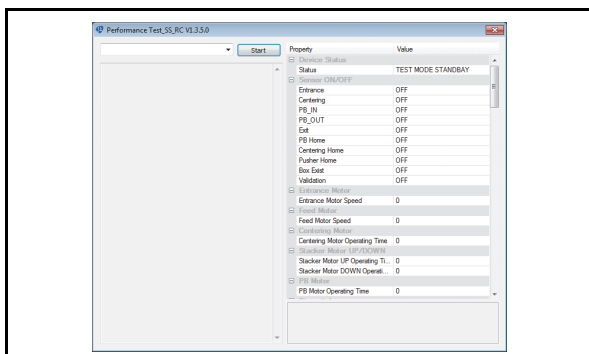 Performance Test_SS_RC V1.3.5.0
Start
Property Value
Device Status
Status TEST MODE STANDBAY
Sensor ON/OFF
Entrance OFF
Centering OFF
PB_IN OFF
PB_OUT OFF
Exit OFF
PB Home OFF
Centering Home OFF
Pusher Home OFF
Box Exist OFF
Validation OFF
Entrance Motor
Entrance Motor Speed 0
Feed Motor
Feed Motor Speed 0
Centering Motor
Centering Motor Operating Time 0
Stacker Motor UP/DOWN
Stacker Motor UP Operating Ti... 0
Stacker Motor DOWN Operati... 0
PB Motor
PB Motor Operating Time 0